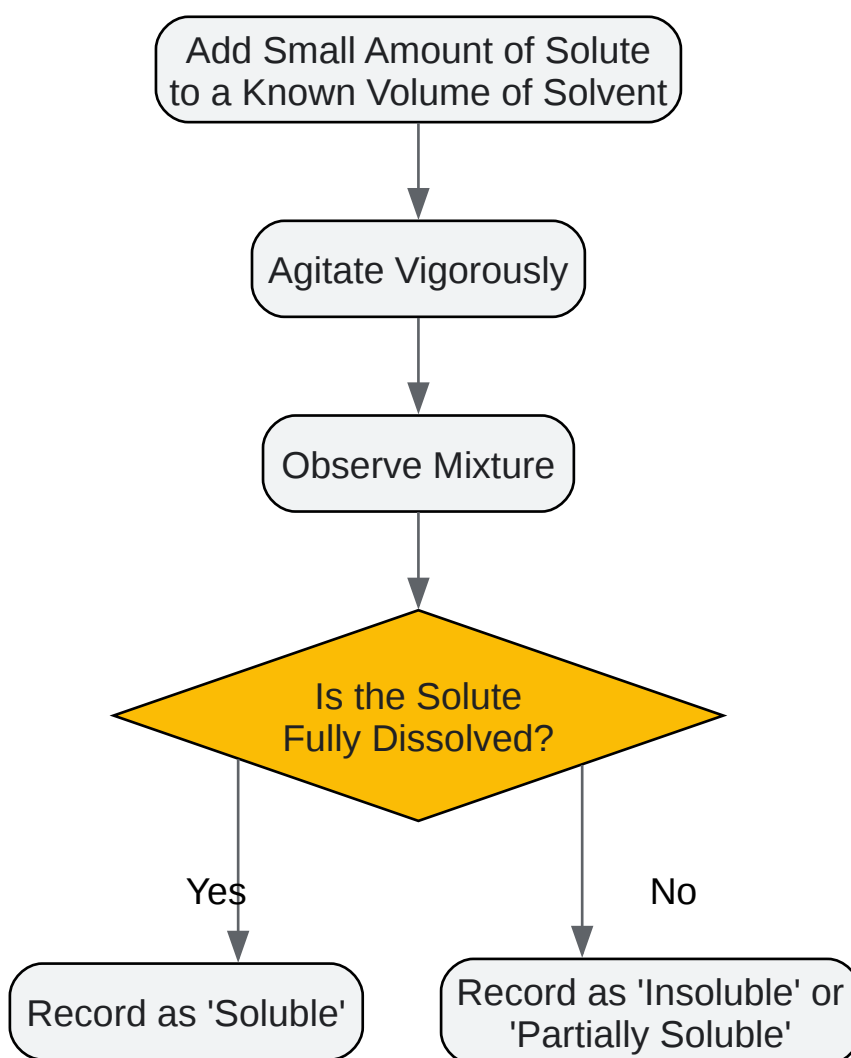 Add Small Amount of Solute
to a Known Volume of Solvent
Agitate Vigorously
Observe Mixture
Is the Solute
Fully Dissolved?
Yes
No
Record as 'Soluble'
Record as 'Insoluble' or
'Partially Soluble'